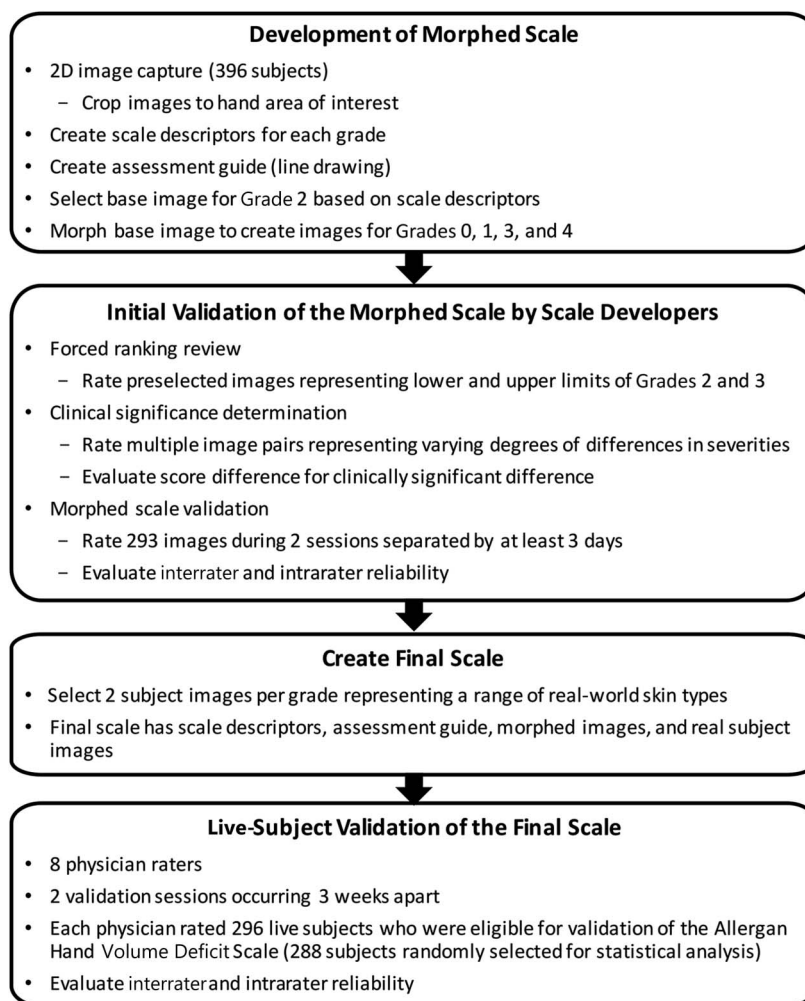 Development of Morphed Scale
• 2D image capture (396 subjects)
– Crop images to hand area of interest
• Create scale descriptors for each grade
• Create assessment guide (line drawing)
• Select base image for Grade 2 based on scale descriptors
• Morph base image to create images for Grades 0, 1, 3, and 4
Initial Validation of the Morphed Scale by Scale Developers
• Forced ranking review
– Rate preselected images representing lower and upper limits of Grades 2 and 3
• Clinical significance determination
– Rate multiple image pairs representing varying degrees of differences in severities
– Evaluate score difference for clinically significant difference
• Morphed scale validation
– Rate 293 images during 2 sessions separated by at least 3 days
– Evaluate interrater and intrarater reliability
Create Final Scale
• Select 2 subject images per grade representing a range of real-world skin types
• Final scale has scale descriptors, assessment guide, morphed images, and real subject
images
Live-Subject Validation of the Final Scale
• 8 physician raters
• 2 validation sessions occurring 3 weeks apart
• Each physician rated 296 live subjects who were eligible for validation of the Allergan
Hand Volume Deficit Scale (288 subjects randomly selected for statistical analysis)
• Evaluate interrater and intrarater reliability